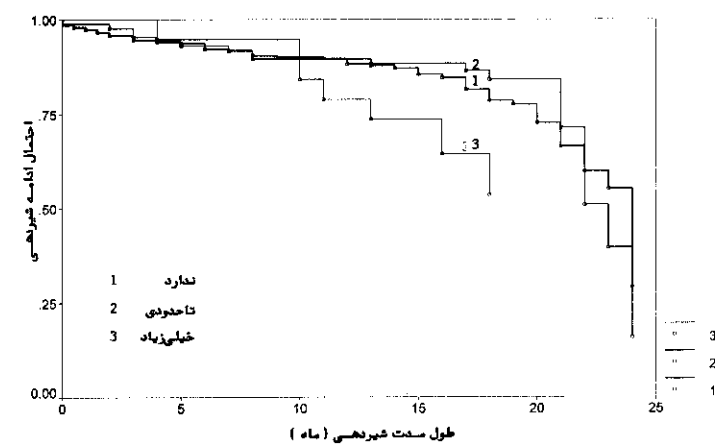 1.00
.75
.50
.25
0.00
احتمال ادامه شیردهی
2
1
3
1 ندارد
2 تاحدودی
3 خیلی‌زیاد
0 5 10 15 20 25
طول مدت شیردهی ( ماه )
3
2
1